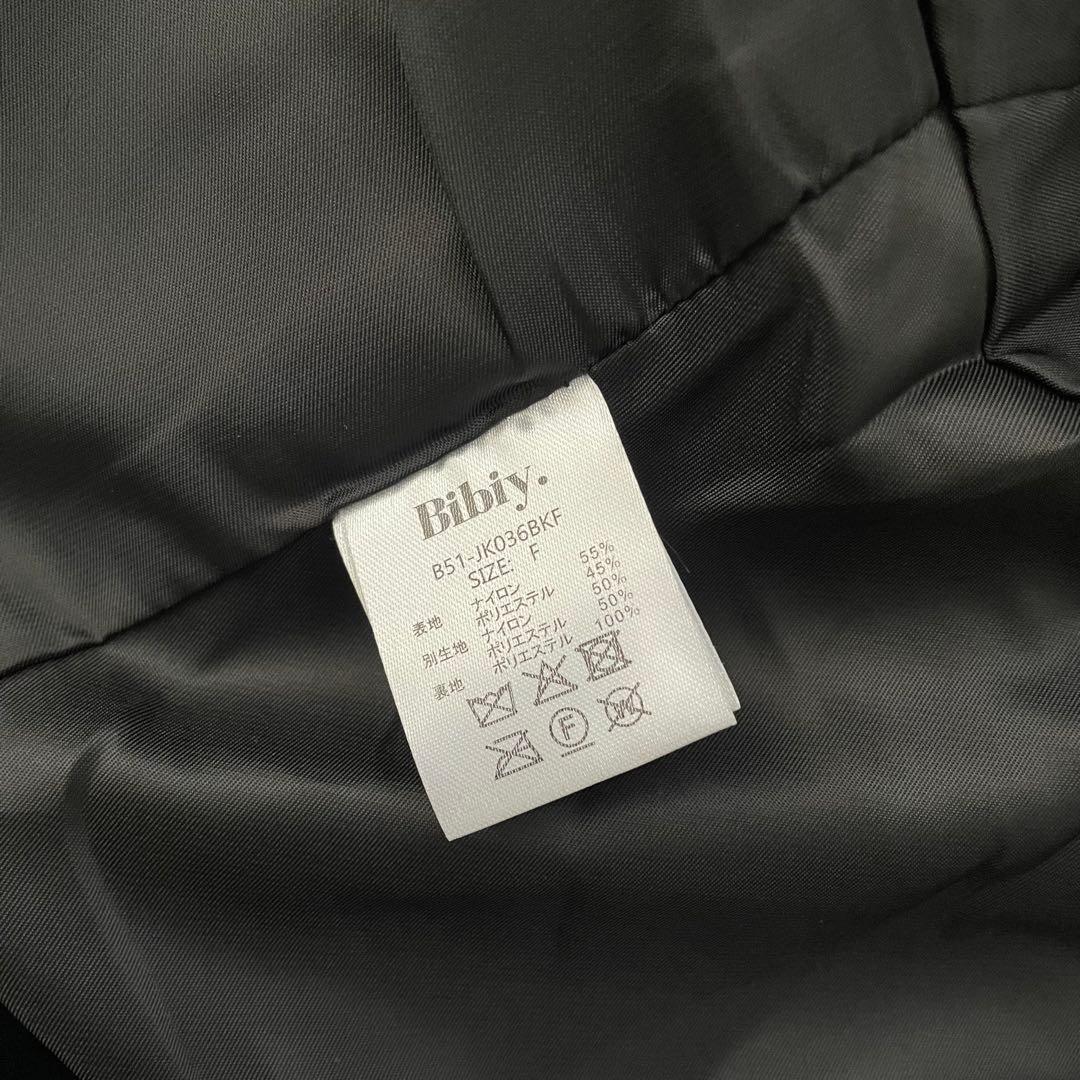 Bibiy.
B51-JK036BKF
SIZE: F
表地 ナイロン 55%
ポリエステル 45%
別生地 ナイロン 50%
ポリエステル 50%
裏地 ポリエステル 100%
F
W